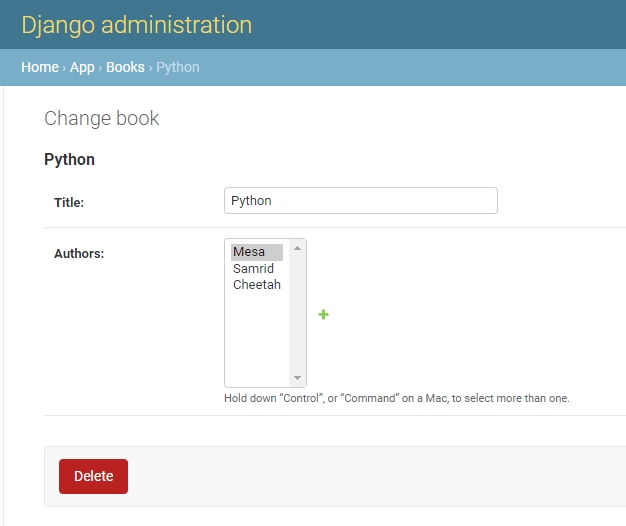 Django administration
Home › App › Books › Python
Change book
Python
Title: Python
Authors: Mesa
Samrid
Cheetah
Hold down “Control”, or “Command” on a Mac, to select more than one.
Delete